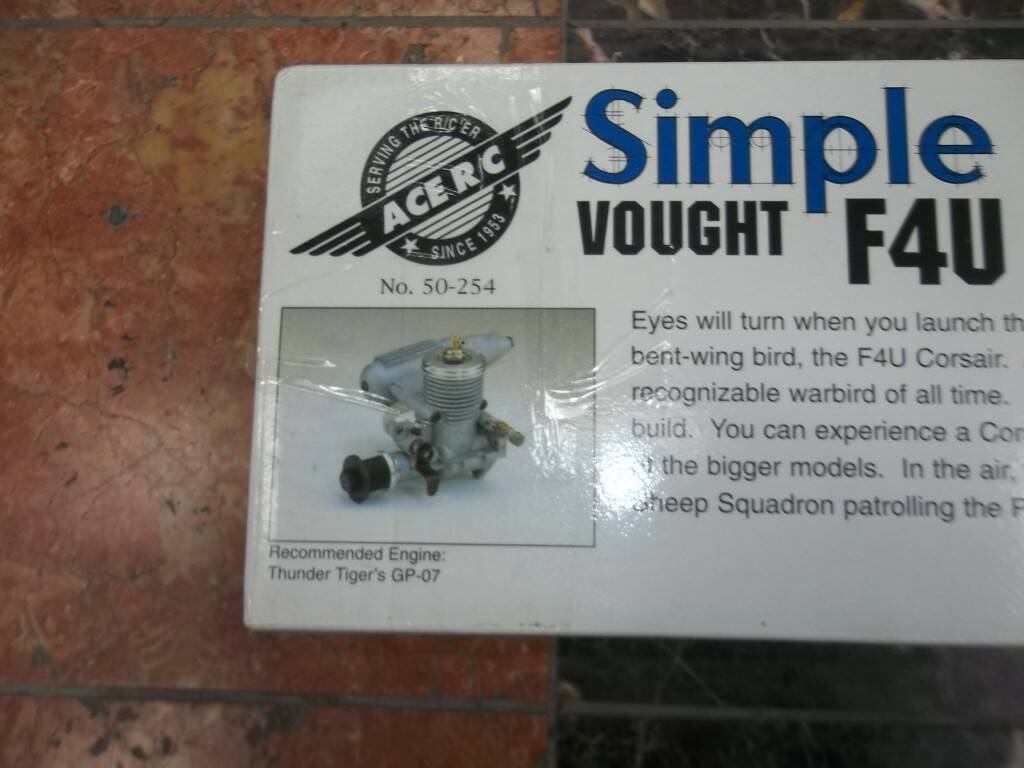 SERVING THE R/C'ER
ACE R/C
SINCE 1953
No. 50-254
Simple
VOUGHT F4U
Eyes will turn when you launch th
bent-wing bird, the F4U Corsair.
recognizable warbird of all time.
build. You can experience a Cor
the bigger models. In the air,
Sheep Squadron patrolling the P
Recommended Engine:
Thunder Tiger's GP-07